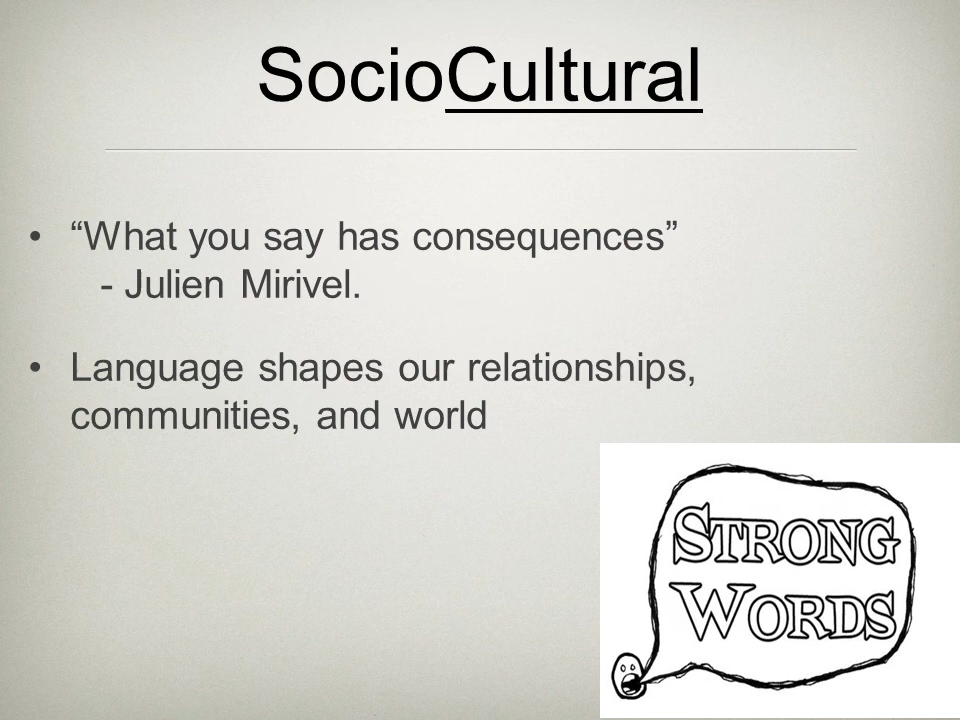 SocioCultural
• “What you say has consequences”
- Julien Mirivel.
• Language shapes our relationships,
communities, and world
STRONG
WORDS